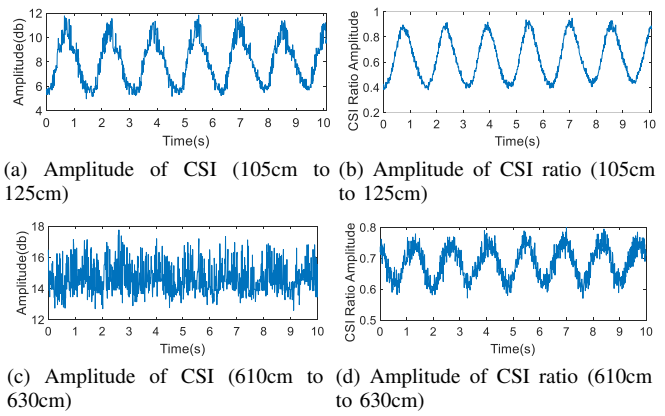 12
10
8
6
4
Amplitude(db)
0 1 2 3 4 5 6 7 8 9 10
Time(s)
1
0.8
0.6
0.4
0.2
CSI Ratio Amplitude
0 1 2 3 4 5 6 7 8 9 10
Time(s)
(a) Amplitude of CSI (105cm to
125cm)
(b) Amplitude of CSI ratio (105cm
to 125cm)
18
16
14
12
Amplitude(db)
0 1 2 3 4 5 6 7 8 9 10
Time(s)
0.8
0.7
0.6
0.5
CSI Ratio Amplitude
0 1 2 3 4 5 6 7 8 9 10
Time(s)
(c) Amplitude of CSI (610cm to
630cm)
(d) Amplitude of CSI ratio (610cm
to 630cm)